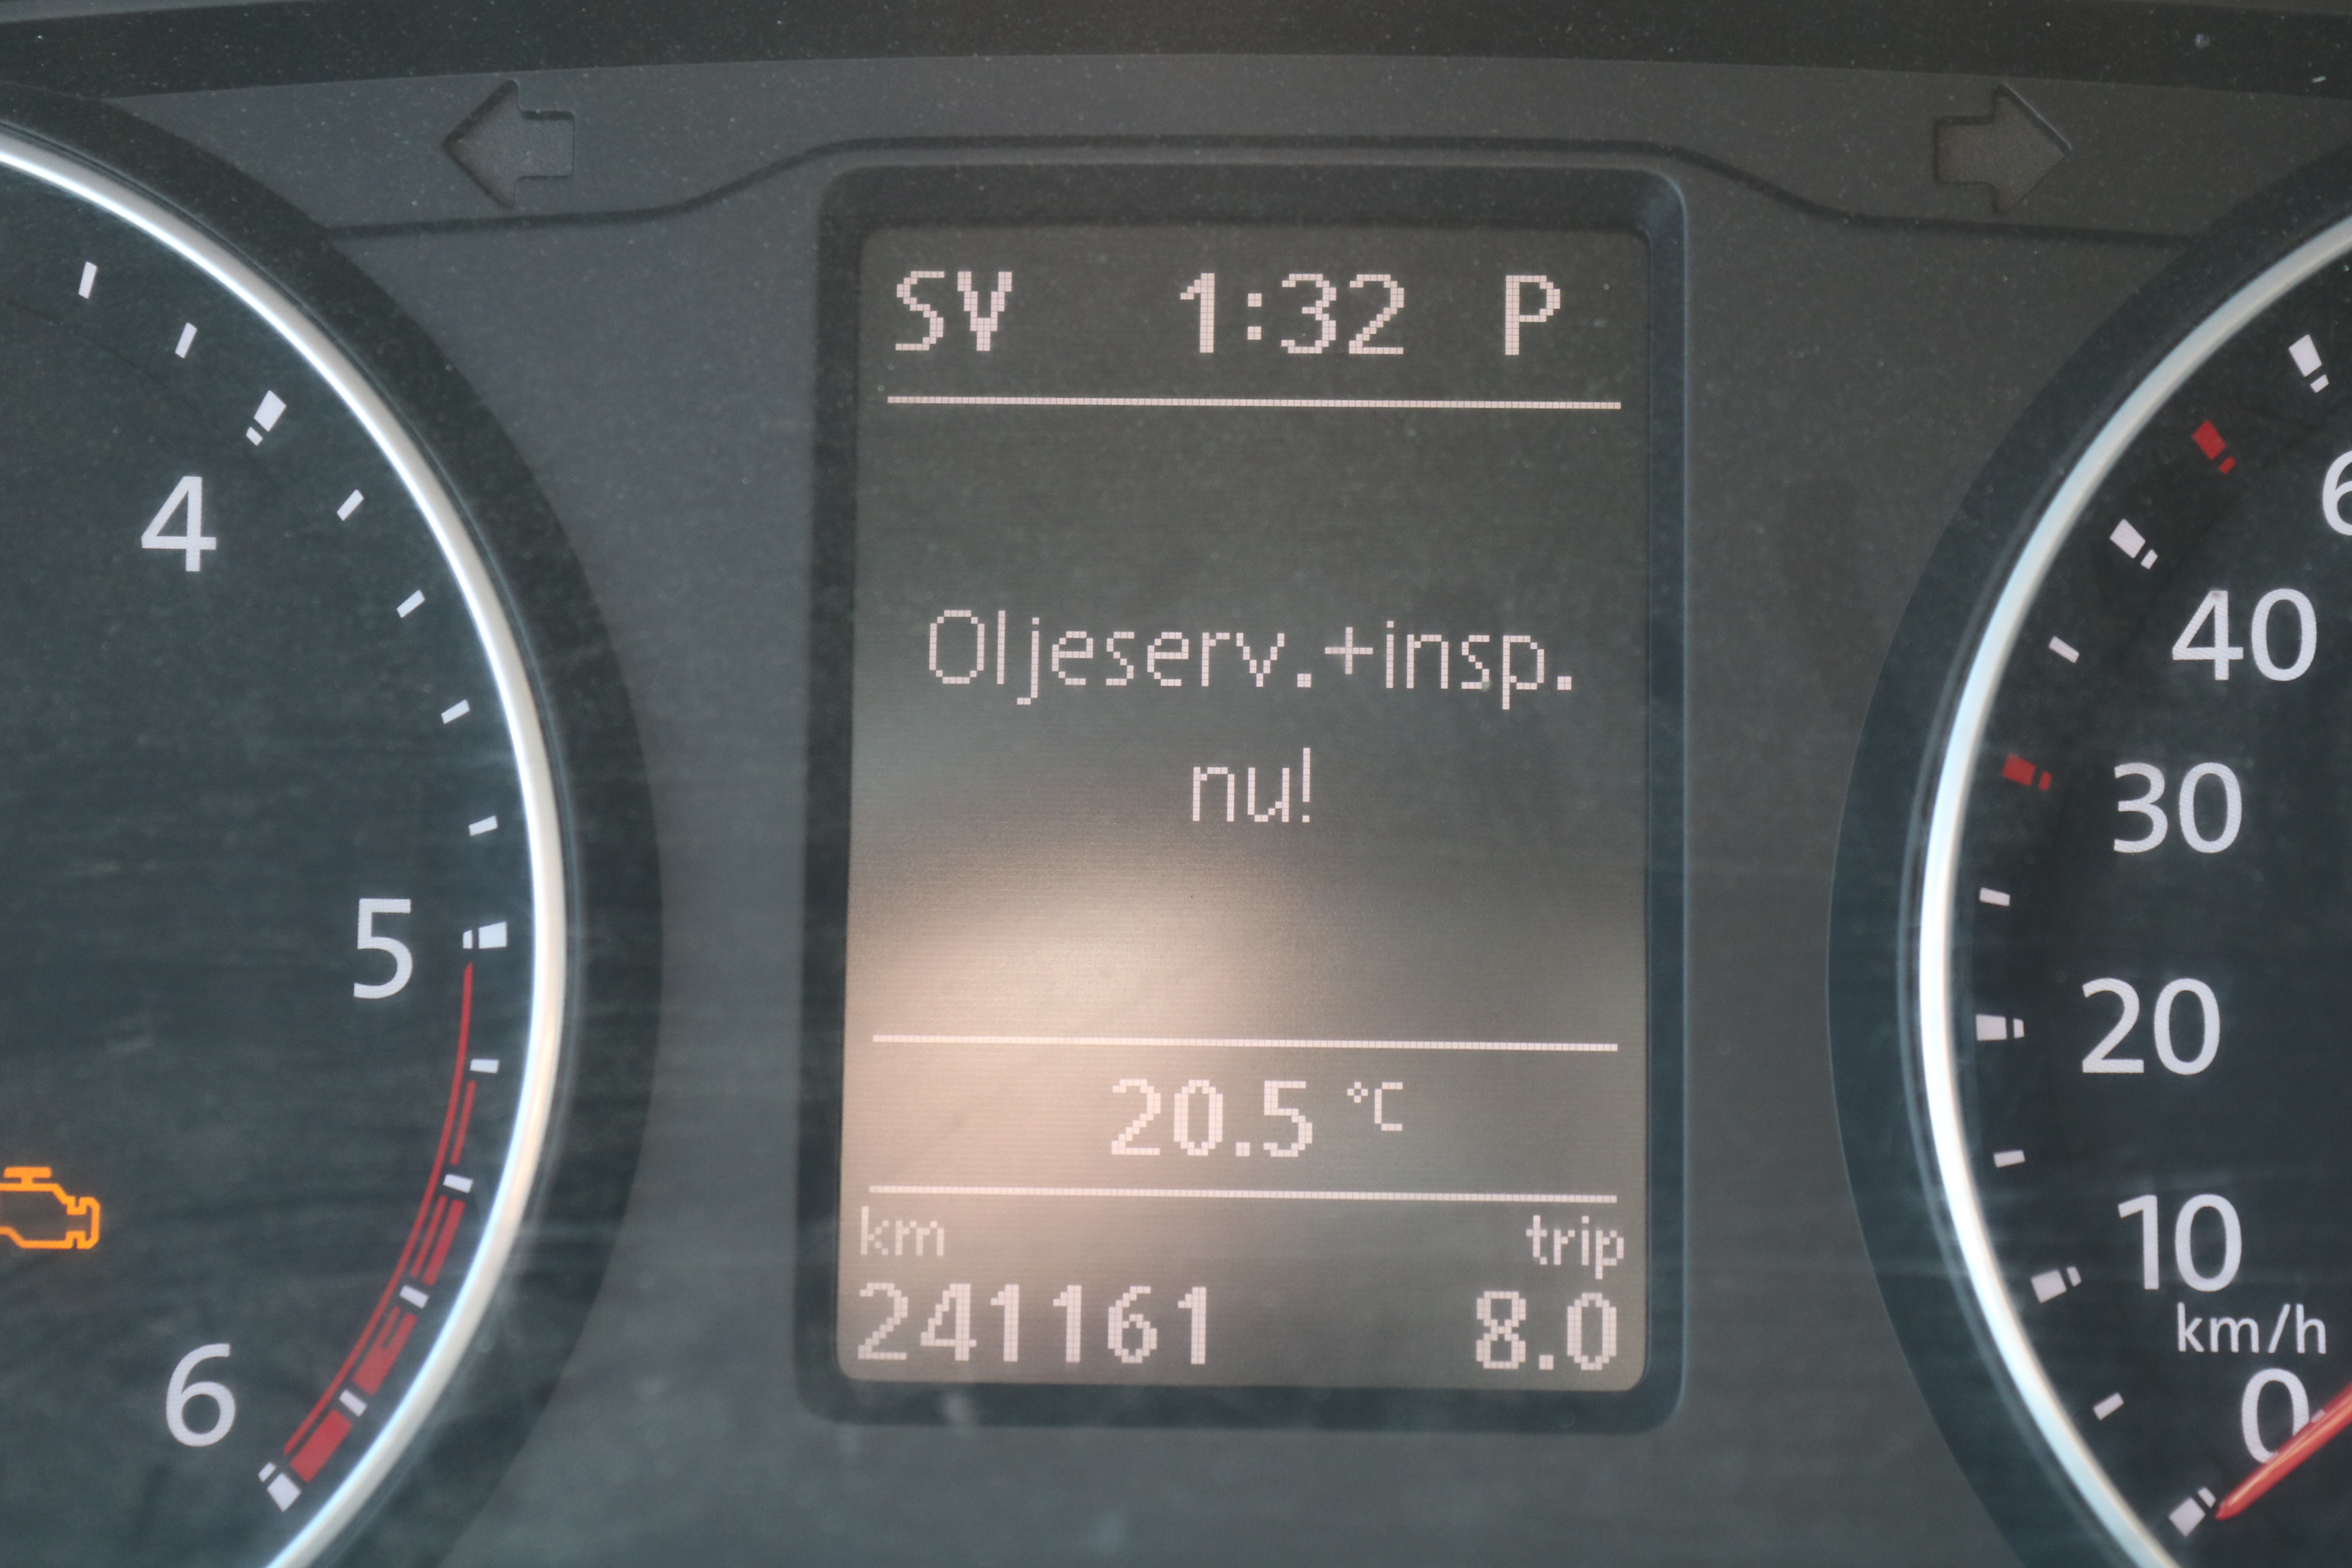 SV 1:32 P
Oljeserv.+insp.
nu!
20.5 °C
km trip
241161 8.0
4
5
6
40
30
20
10
km/h
0